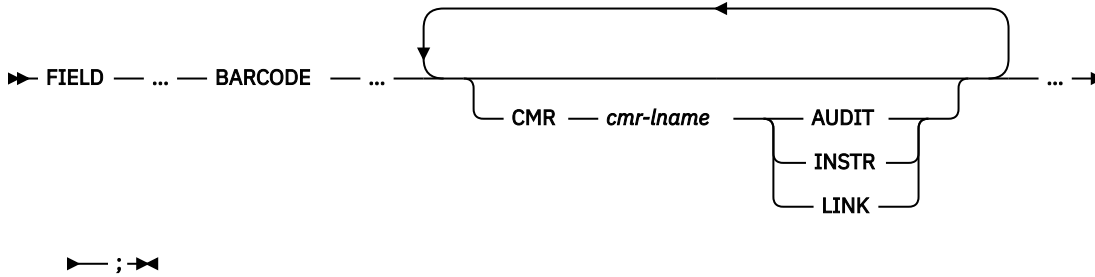 FIELD ... BARCODE ... ...
CMR cmr-lname AUDIT
INSTR
LINK
;